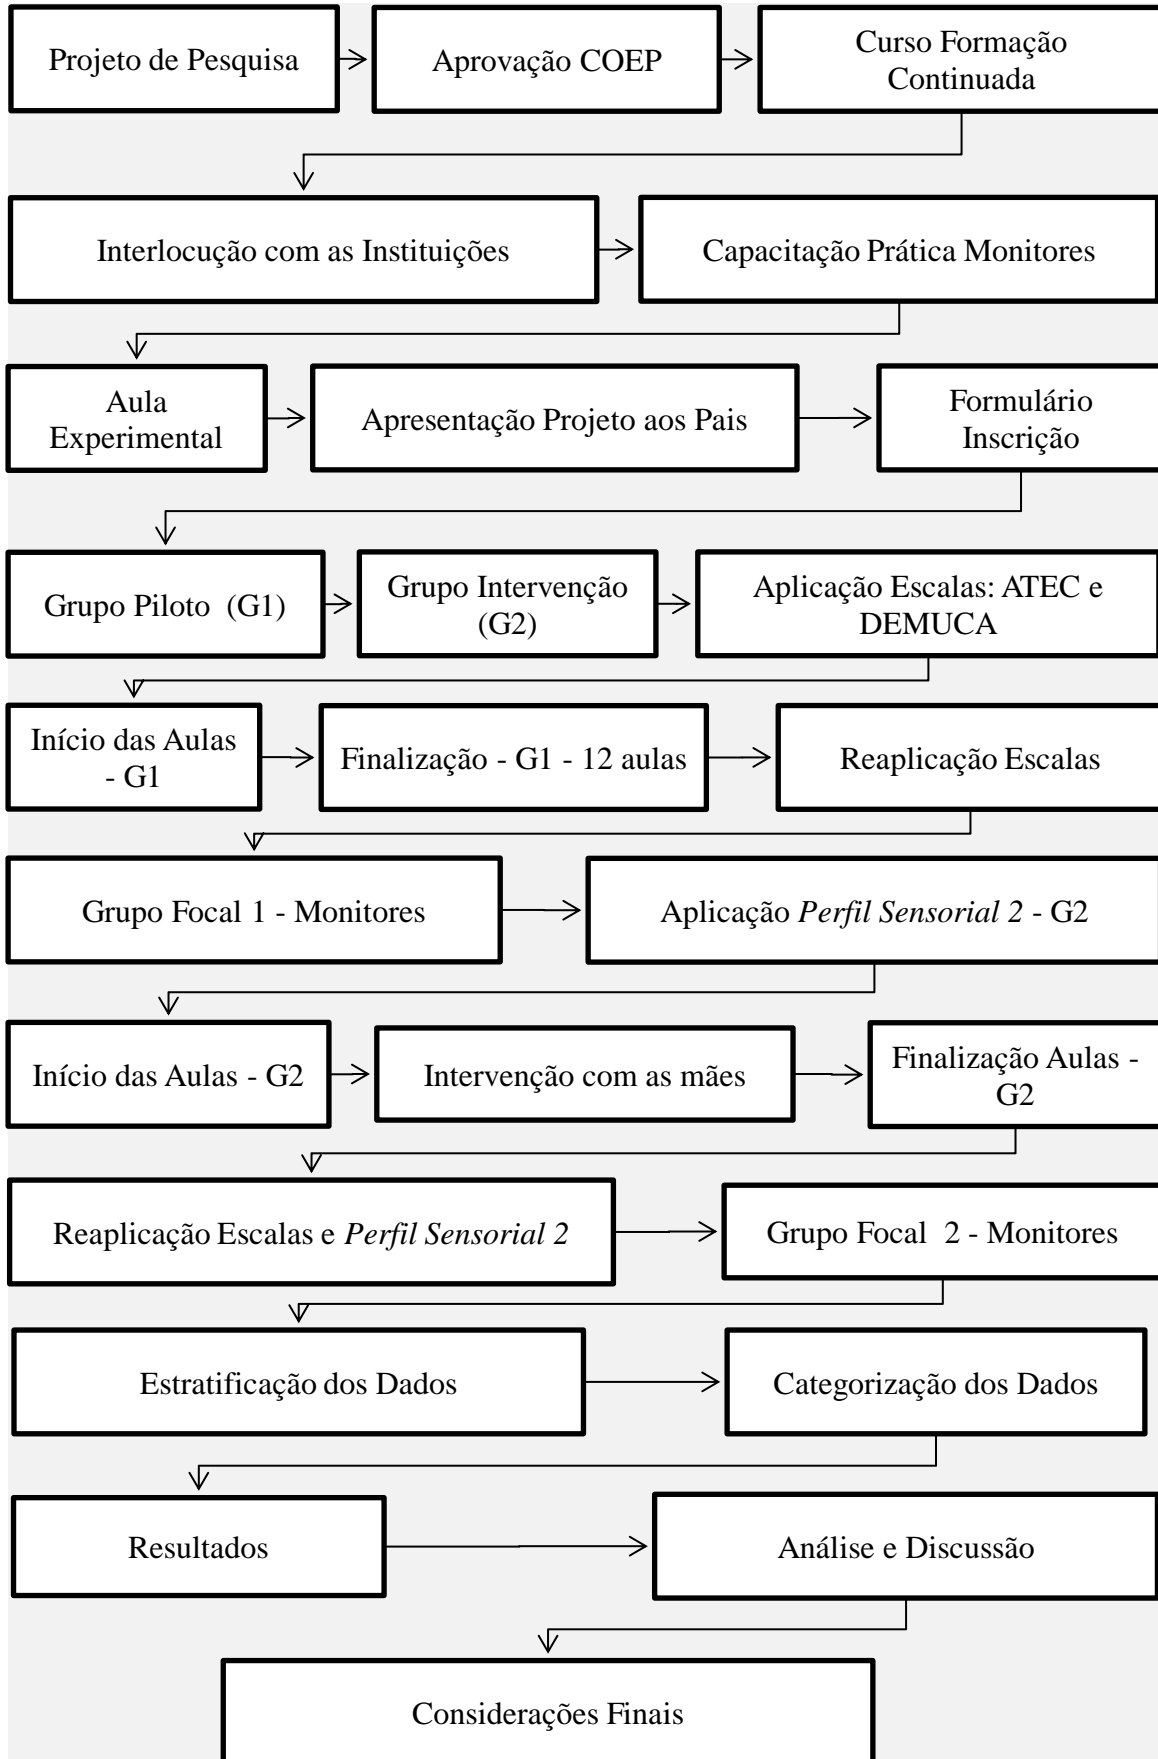 Projeto de Pesquisa
Aprovação COEP
Curso Formação
Continuada
Interlocução com as Instituições
Capacitação Prática Monitores
Aula
Experimental
Apresentação Projeto aos Pais
Formulário
Inscrição
Grupo Piloto (G1)
Grupo Intervenção
(G2)
Aplicação Escalas: ATEC e
DEMUCA
Início das Aulas
- G1
Finalização - G1 - 12 aulas
Reaplicação Escalas
Grupo Focal 1 - Monitores
Aplicação Perfil Sensorial 2 - G2
Início das Aulas - G2
Intervenção com as mães
Finalização Aulas -
G2
Reaplicação Escalas e Perfil Sensorial 2
Grupo Focal 2 - Monitores
Estratificação dos Dados
Categorização dos Dados
Resultados
Análise e Discussão
Considerações Finais